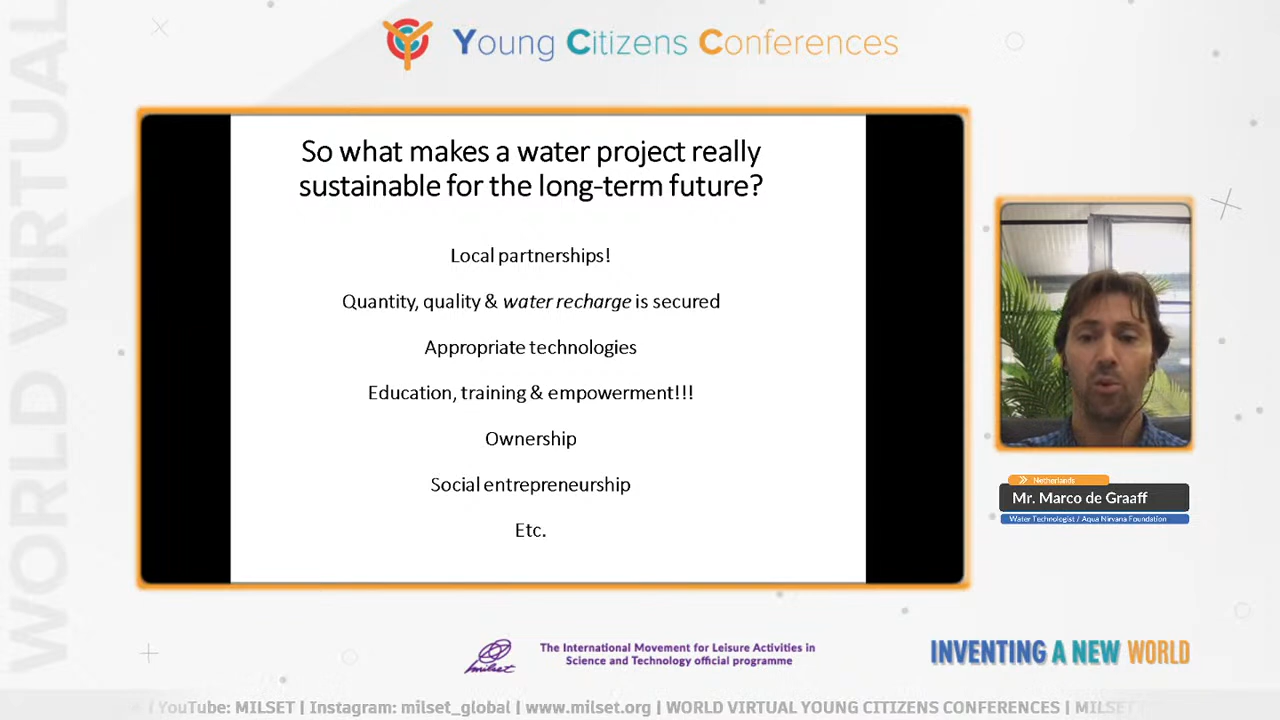 WORLD VIRTUAL
Young Citizens Conferences
So what makes a water project really
sustainable for the long-term future?
Local partnerships!
Quantity, quality & water recharge is secured
Appropriate technologies
Education, training & empowerment!!!
Ownership
Social entrepreneurship
Etc.
Netherlands
Mr. Marco de Graaff
Water Technologist / Aqua Nirvana Foundation
milset
The International Movement for Leisure Activities in
Science and Technology official programme
INVENTING A NEW WORLD
/ YouTube: MILSET | Instagram: milset_global | www.milset.org | WORLD VIRTUAL YOUNG CITIZENS CONFERENCES | MILSET